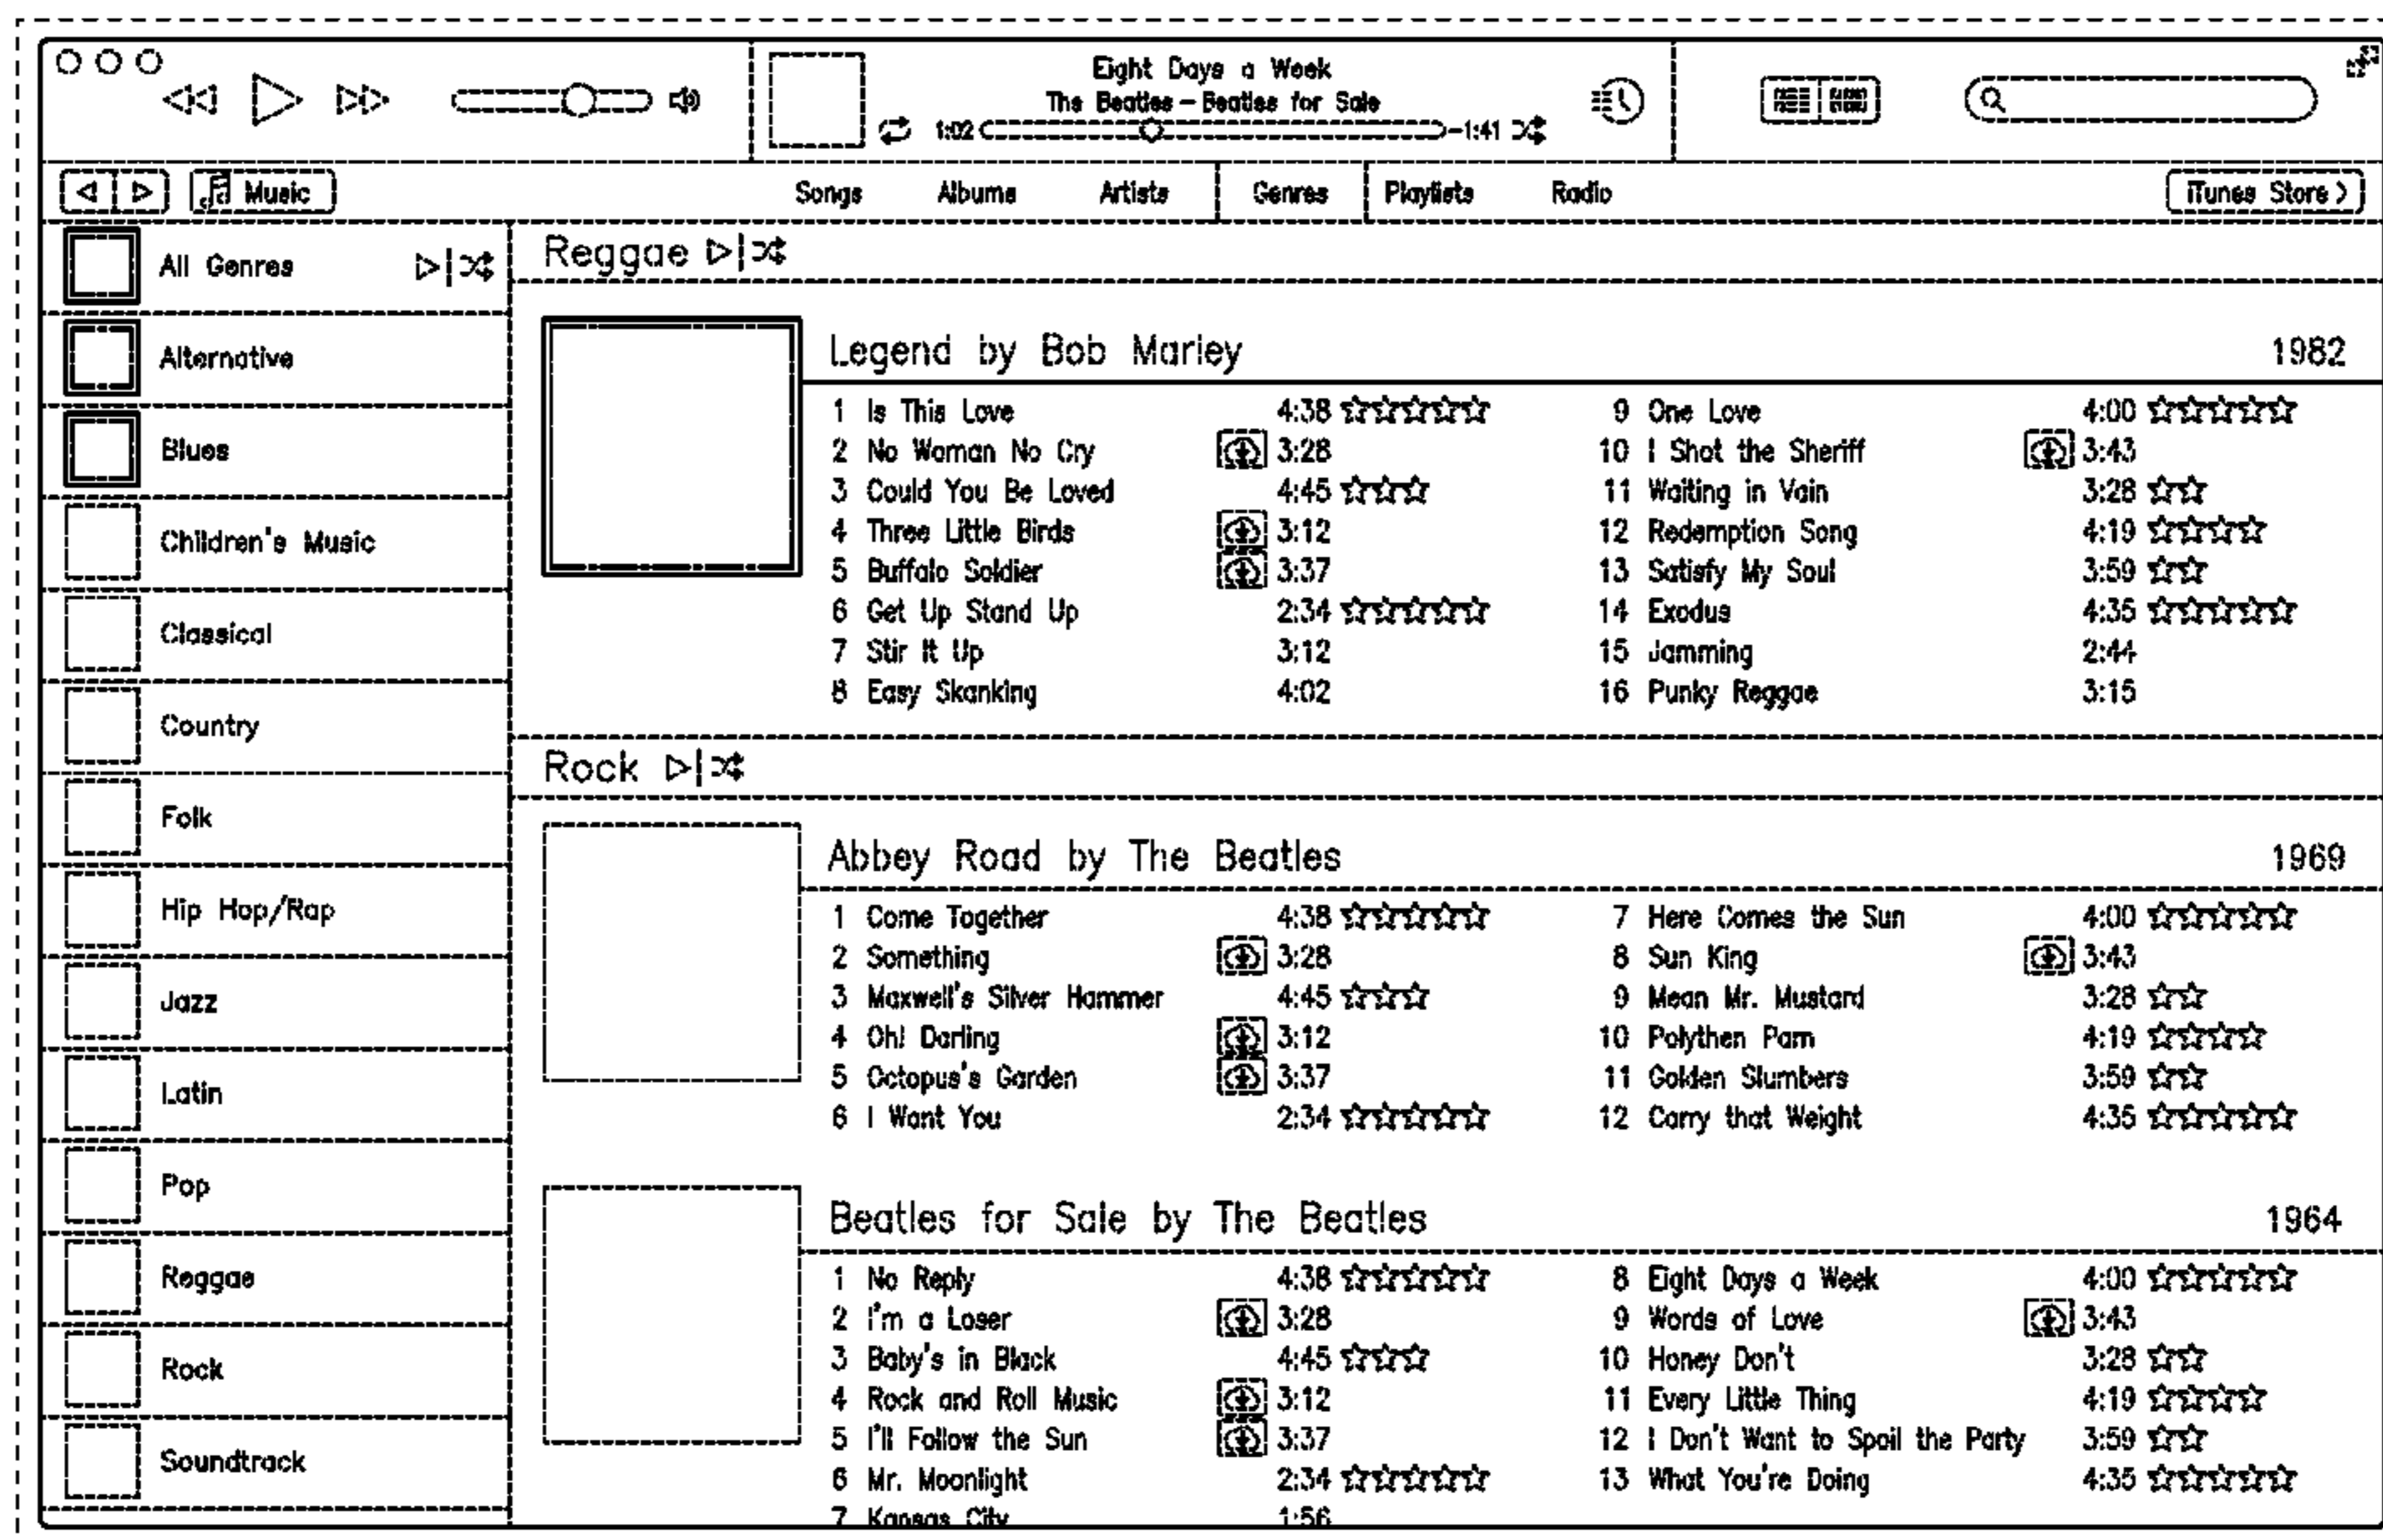 Eight Days a Week
The Beatles – Beatles for Sale
1:02 -1:41
Music Songs Albums Artists Genres Playlists Radio iTunes Store >
All Genres
Alternative
Blues
Children's Music
Classical
Country
Folk
Hip Hop/Rap
Jazz
Latin
Pop
Reggae
Rock
Soundtrack
Reggae
Legend by Bob Marley 1982
1 Is This Love 4:38
2 No Woman No Cry 3:28
3 Could You Be Loved 4:45
4 Three Little Birds 3:12
5 Buffalo Soldier 3:37
6 Get Up Stand Up 2:34
7 Stir It Up 3:12
8 Easy Skanking 4:02
9 One Love 4:00
10 I Shot the Sheriff 3:43
11 Waiting in Vain 3:28
12 Redemption Song 4:19
13 Satisfy My Soul 3:59
14 Exodus 4:35
15 Jamming 2:44
16 Punky Reggae 3:15
Rock
Abbey Road by The Beatles 1969
1 Come Together 4:38
2 Something 3:28
3 Maxwell's Silver Hammer 4:45
4 Oh! Darling 3:12
5 Octopus's Garden 3:37
6 I Want You 2:34
7 Here Comes the Sun 4:00
8 Sun King 3:43
9 Mean Mr. Mustard 3:28
10 Polythen Pam 4:19
11 Golden Slumbers 3:59
12 Carry that Weight 4:35
Beatles for Sale by The Beatles 1964
1 No Reply 4:38
2 I'm a Loser 3:28
3 Baby's in Black 4:45
4 Rock and Roll Music 3:12
5 I'll Follow the Sun 3:37
6 Mr. Moonlight 2:34
7 Kansas City 1:56
8 Eight Days a Week 4:00
9 Words of Love 3:43
10 Honey Don't 3:28
11 Every Little Thing 4:19
12 I Don't Want to Spoil the Party 3:59
13 What You're Doing 4:35